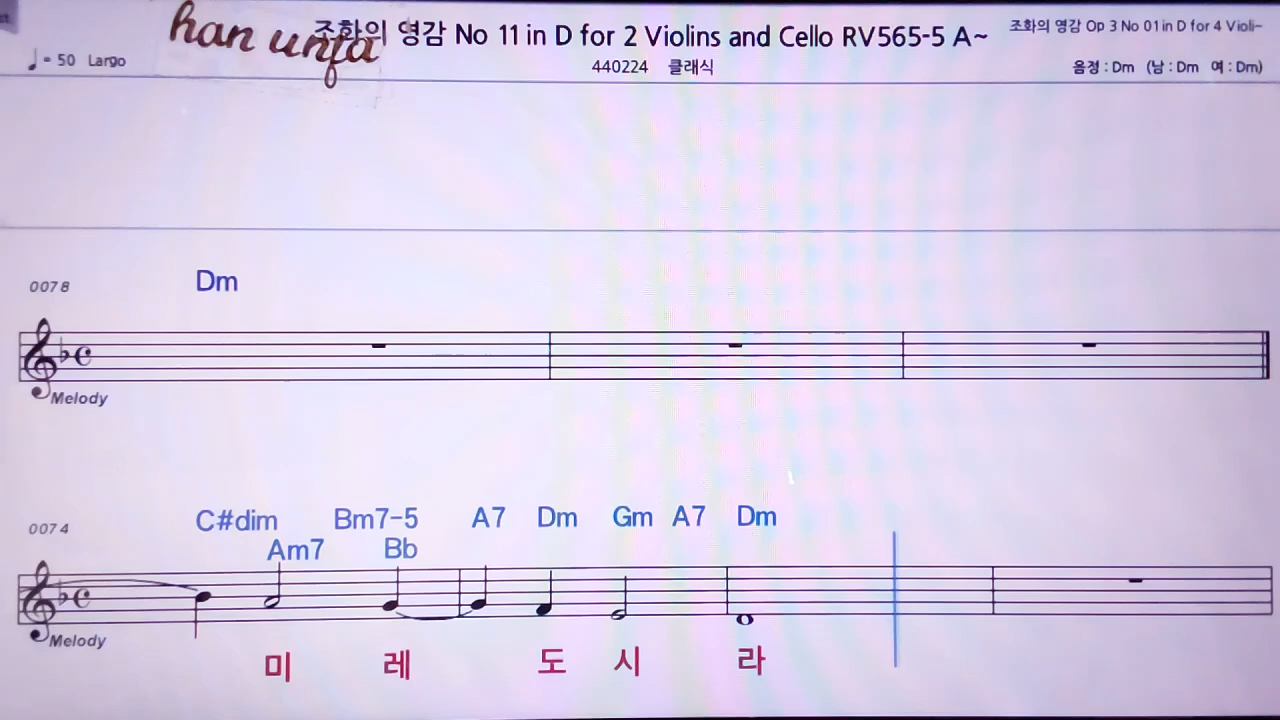 han unfa
조화의 영감 No 11 in D for 2 Violins and Cello RV565-5 A~
조화의 영감 Op 3 No 01 in D for 4 Violi~
♩= 50 Largo
440224 클래식
음정 : Dm (남 : Dm 여 : Dm)
0078
Dm
Melody
0074
C#dim Bm7-5 A7 Dm Gm A7 Dm
Am7 Bb
Melody
미 레 도 시 라